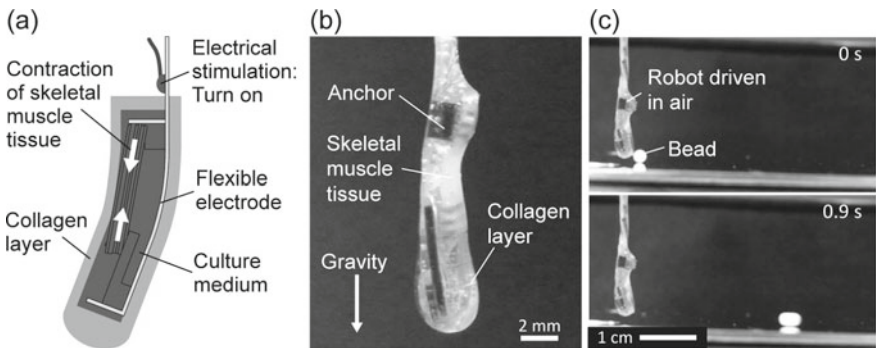 (a)
Electrical
stimulation:
Turn on
Contraction
of skeletal
muscle
tissue
Flexible
electrode
Collagen
layer
Culture
medium
(b)
Anchor
Skeletal
muscle
tissue
Collagen
layer
Gravity
2 mm
(c)
0 s
Robot driven
in air
Bead
0.9 s
1 cm